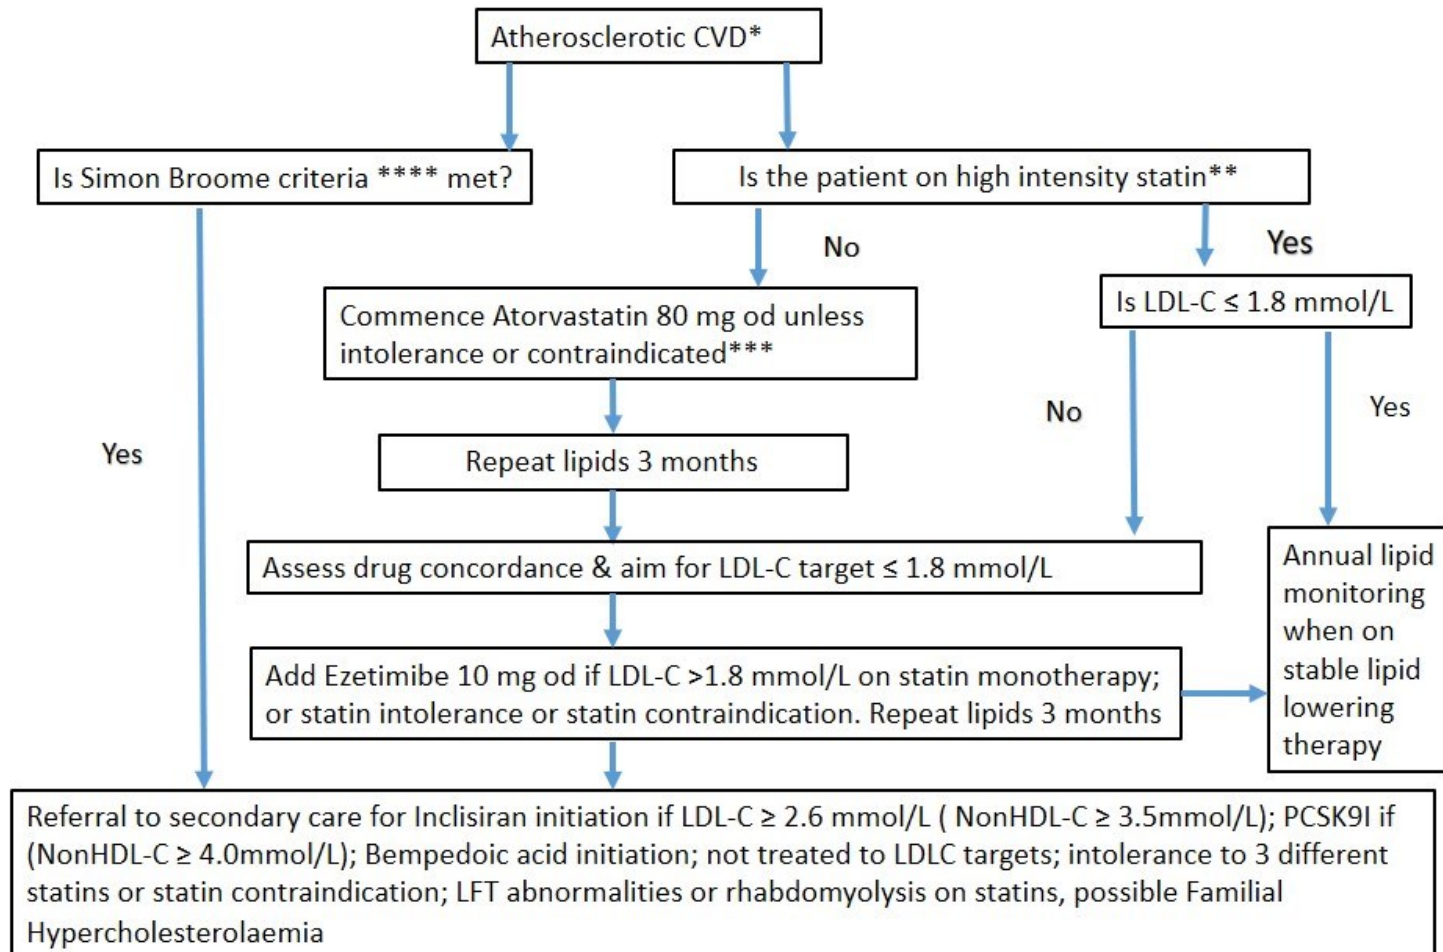 Atherosclerotic CVD*
Is Simon Broome criteria **** met?
Is the patient on high intensity statin**
No
Yes
Commence Atorvastatin 80 mg od unless
intolerance or contraindicated***
Is LDL-C ≤ 1.8 mmol/L
Yes
Repeat lipids 3 months
No
Yes
Assess drug concordance & aim for LDL-C target ≤ 1.8 mmol/L
Annual lipid
monitoring
when on
stable lipid
lowering
therapy
Add Ezetimibe 10 mg od if LDL-C >1.8 mmol/L on statin monotherapy;
or statin intolerance or statin contraindication. Repeat lipids 3 months
Referral to secondary care for Inclisiran initiation if LDL-C ≥ 2.6 mmol/L ( NonHDL-C ≥ 3.5mmol/L); PCSK9I if
(NonHDL-C ≥ 4.0mmol/L); Bempedoic acid initiation; not treated to LDLC targets; intolerance to 3 different
statins or statin contraindication; LFT abnormalities or rhabdomyolysis on statins, possible Familial
Hypercholesterolaemia